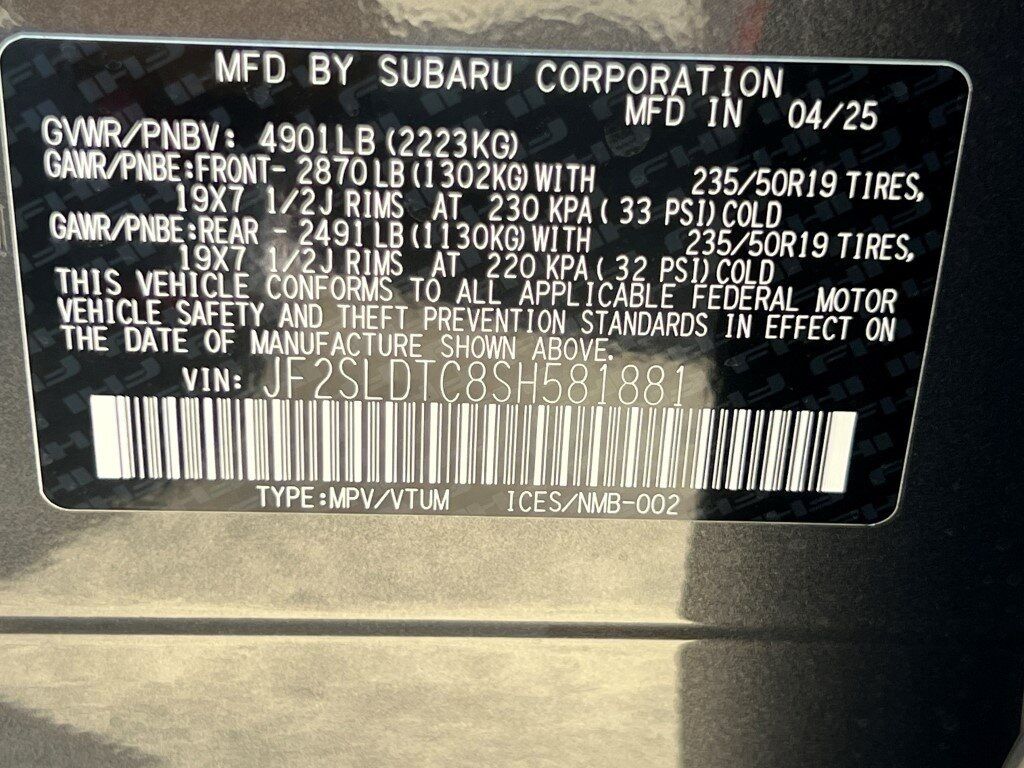 MFD BY SUBARU CORPORATION
MFD IN 04/25
GVWR/PNBV: 4901LB (2223KG)
GAWR/PNBE:FRONT- 2870 LB (1302KG) WITH 235/50R19 TIRES,
19X7 1/2J RIMS AT 230 KPA ( 33 PSI) COLD
GAWR/PNBE:REAR - 2491 LB (1130KG) WITH 235/50R19 TIRES,
19X7 1/2J RIMS AT 220 KPA ( 32 PSI) COLD
THIS VEHICLE CONFORMS TO ALL APPLICABLE FEDERAL MOTOR
VEHICLE SAFETY AND THEFT PREVENTION STANDARDS IN EFFECT ON
THE DATE OF MANUFACTURE SHOWN ABOVE.
VIN: JF2SLDTC8SH581881
TYPE:MPV/VTUM ICES/NMB-002